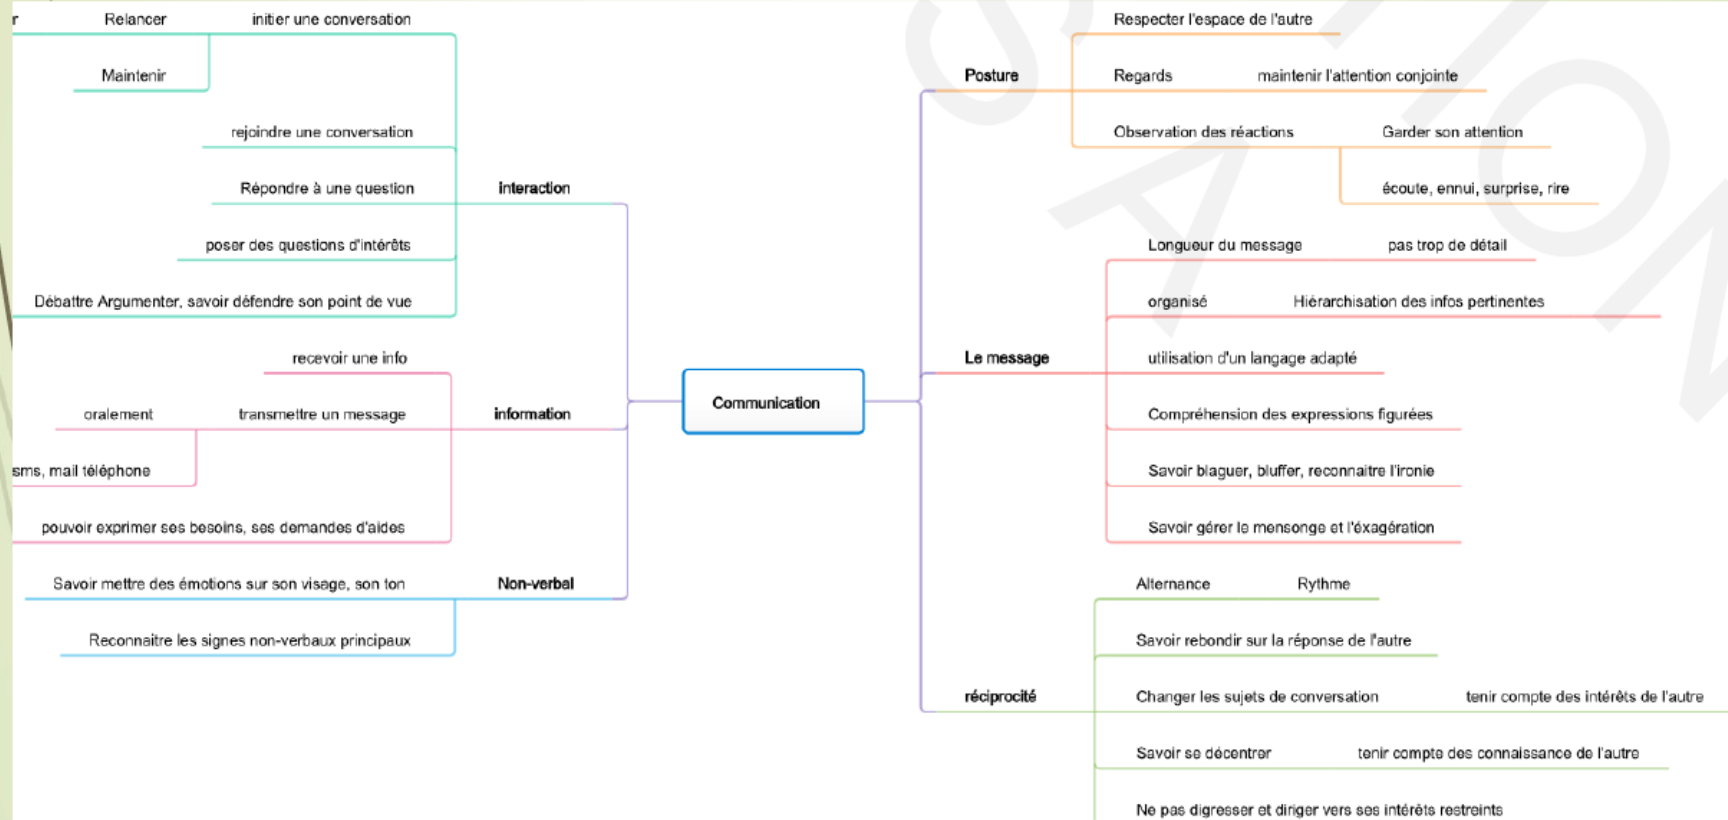 Relancer
initier une conversation
Maintenir
rejoindre une conversation
Répondre à une question
interaction
poser des questions d'intérêts
Débattre Argumenter, savoir défendre son point de vue
recevoir une info
oralement
transmettre un message
information
sms, mail téléphone
pouvoir exprimer ses besoins, ses demandes d'aides
Savoir mettre des émotions sur son visage, son ton
Non-verbal
Reconnaitre les signes non-verbaux principaux
Communication
Respecter l'espace de l'autre
Posture
Regards
maintenir l'attention conjointe
Observation des réactions
Garder son attention
écoute, ennui, surprise, rire
Longueur du message
pas trop de détail
organisé
Hiérarchisation des infos pertinentes
Le message
utilisation d'un langage adapté
Compréhension des expressions figurées
Savoir blaguer, bluffer, reconnaitre l'ironie
Savoir gérer le mensonge et l'éxagération
Alternance
Rythme
Savoir rebondir sur la réponse de l'autre
réciprocité
Changer les sujets de conversation
tenir compte des intérêts de l'autre
Savoir se décentrer
tenir compte des connaissance de l'autre
Ne pas digresser et diriger vers ses intérêts restreints